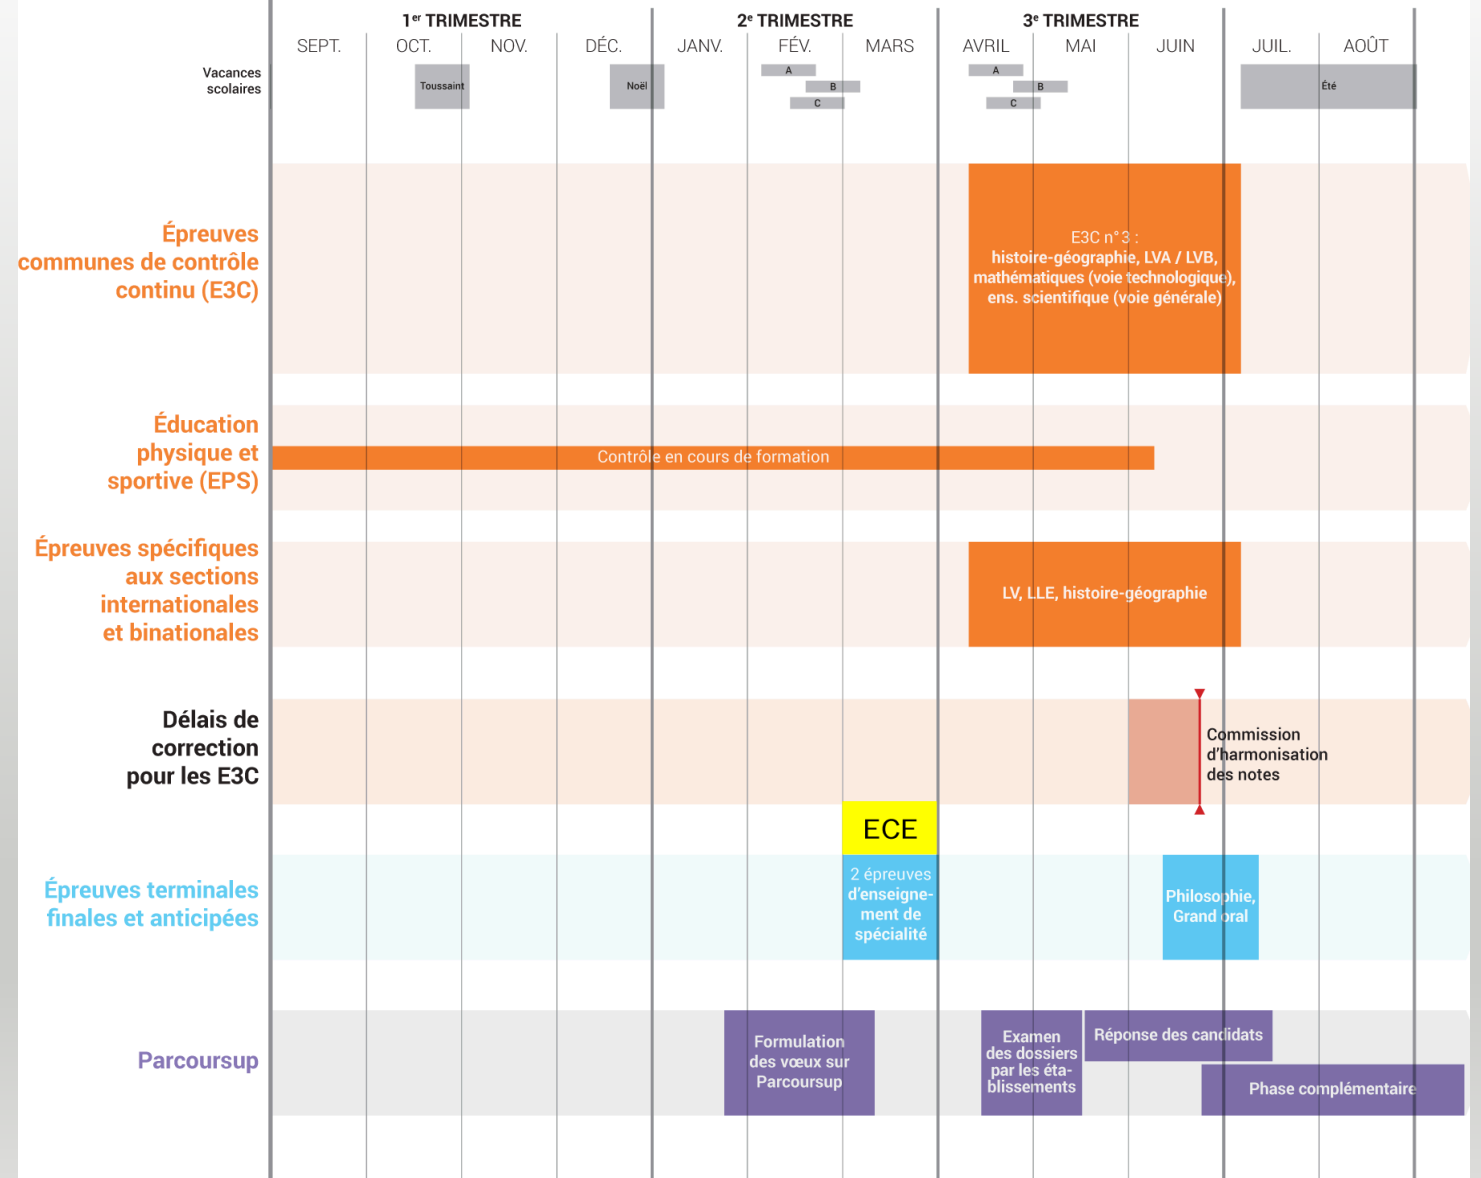 1er TRIMESTRE
2e TRIMESTRE
3e TRIMESTRE
SEPT.
OCT.
NOV.
DÉC.
JANV.
FÉV.
MARS
AVRIL
MAI
JUIN
JUIL.
AOÛT
Vacances
scolaires
Toussaint
Noël
A
B
C
A
B
C
Été
Épreuves
communes de contrôle
continu (E3C)
E3C n° 3 :
histoire-géographie, LVA / LVB,
mathématiques (voie technologique),
ens. scientifique (voie générale)
Éducation
physique et
sportive (EPS)
Contrôle en cours de formation
Épreuves spécifiques
aux sections
internationales
et binationales
LV, LLE, histoire-géographie
Délais de
correction
pour les E3C
Commission
d'harmonisation
des notes
ECE
Épreuves terminales
finales et anticipées
2 épreuves
d'enseigne-
ment de
spécialité
Philosophie,
Grand oral
Parcoursup
Formulation
des vœux sur
Parcoursup
Examen
des dossiers
par les éta-
blissements
Réponse des candidats
Phase complémentaire